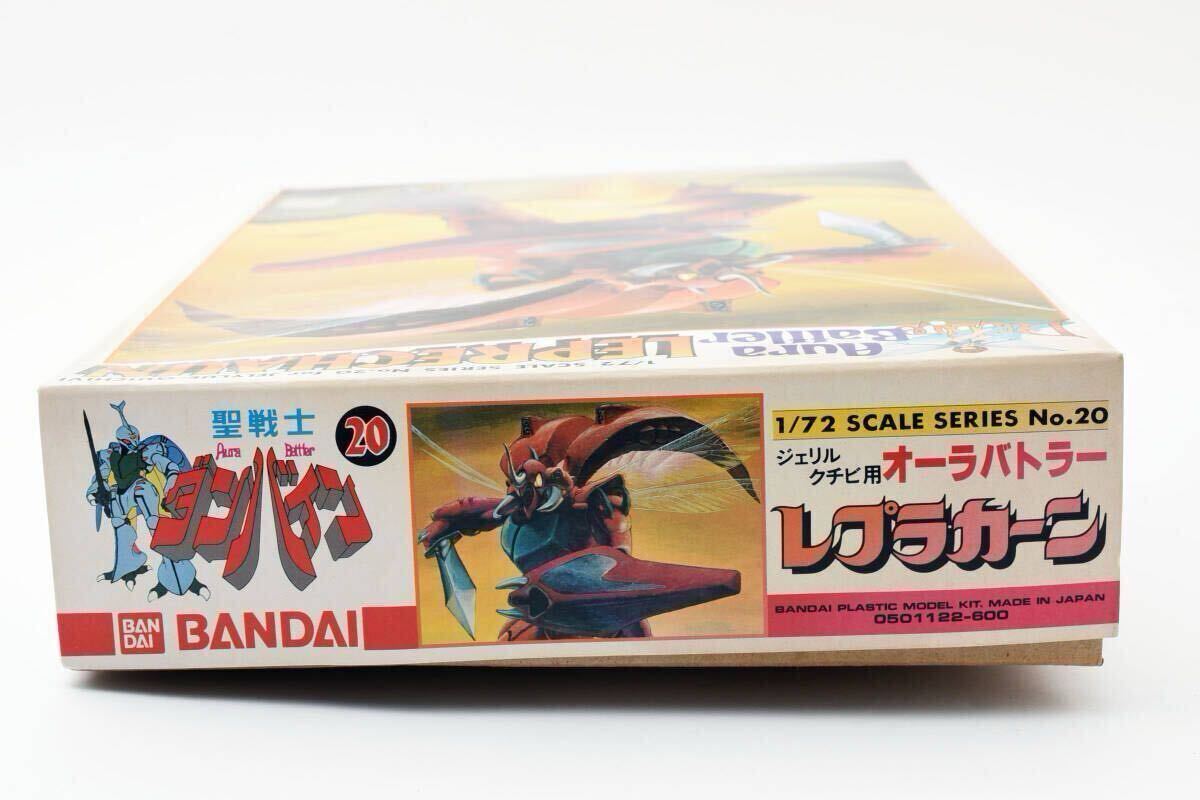 Aura Battler
LEPRECHAUN
1/72 SCALE SERIES No.20
聖戦士
Aura Battler
ダンバイン
20
BAN
DAI
BANDAI
1/72 SCALE SERIES No.20
ジェリル
クチビ用
オーラバトラー
レプラカーン
BANDAI PLASTIC MODEL KIT. MADE IN JAPAN
0501122-600